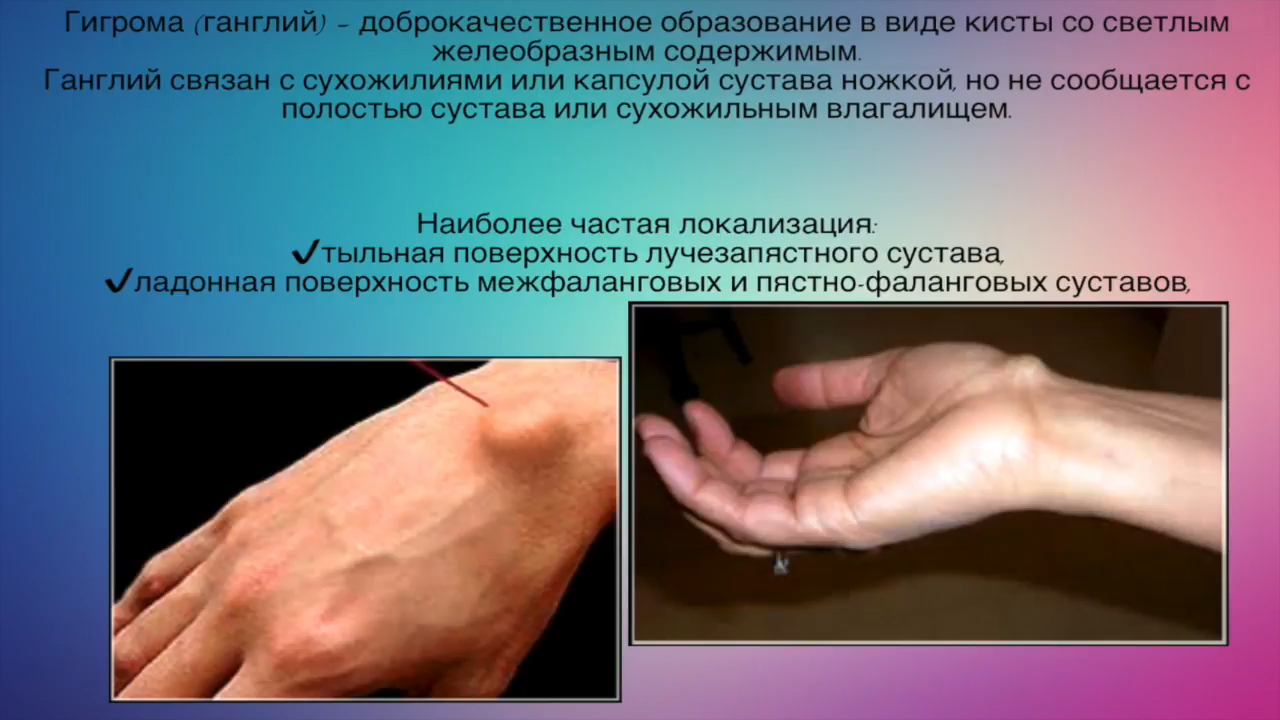 Гигрома (ганглий) – доброкачественное образование в виде кисты со светлым
желеобразным содержимым.
Ганглий связан с сухожилиями или капсулой сустава ножкой, но не сообщается с
полостью сустава или сухожильным влагалищем.
Наиболее частая локализация:
✔тыльная поверхность лучезапястного сустава,
✔ладонная поверхность межфаланговых и пястно-фаланговых суставов,